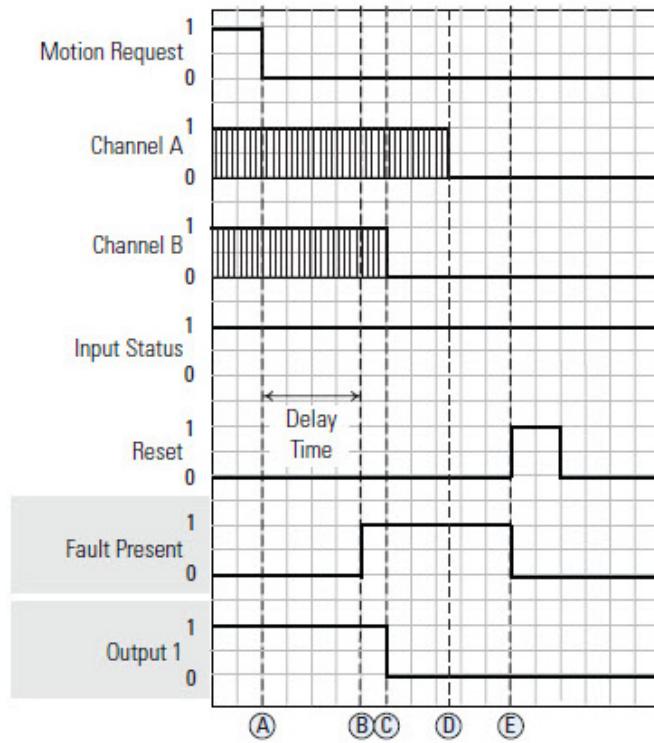 Motion Request
1
0
Channel A
1
0
Channel B
1
0
Input Status
1
0
Delay
Time
Reset
1
0
Fault Present
1
0
Output 1
1
0
A B C D E